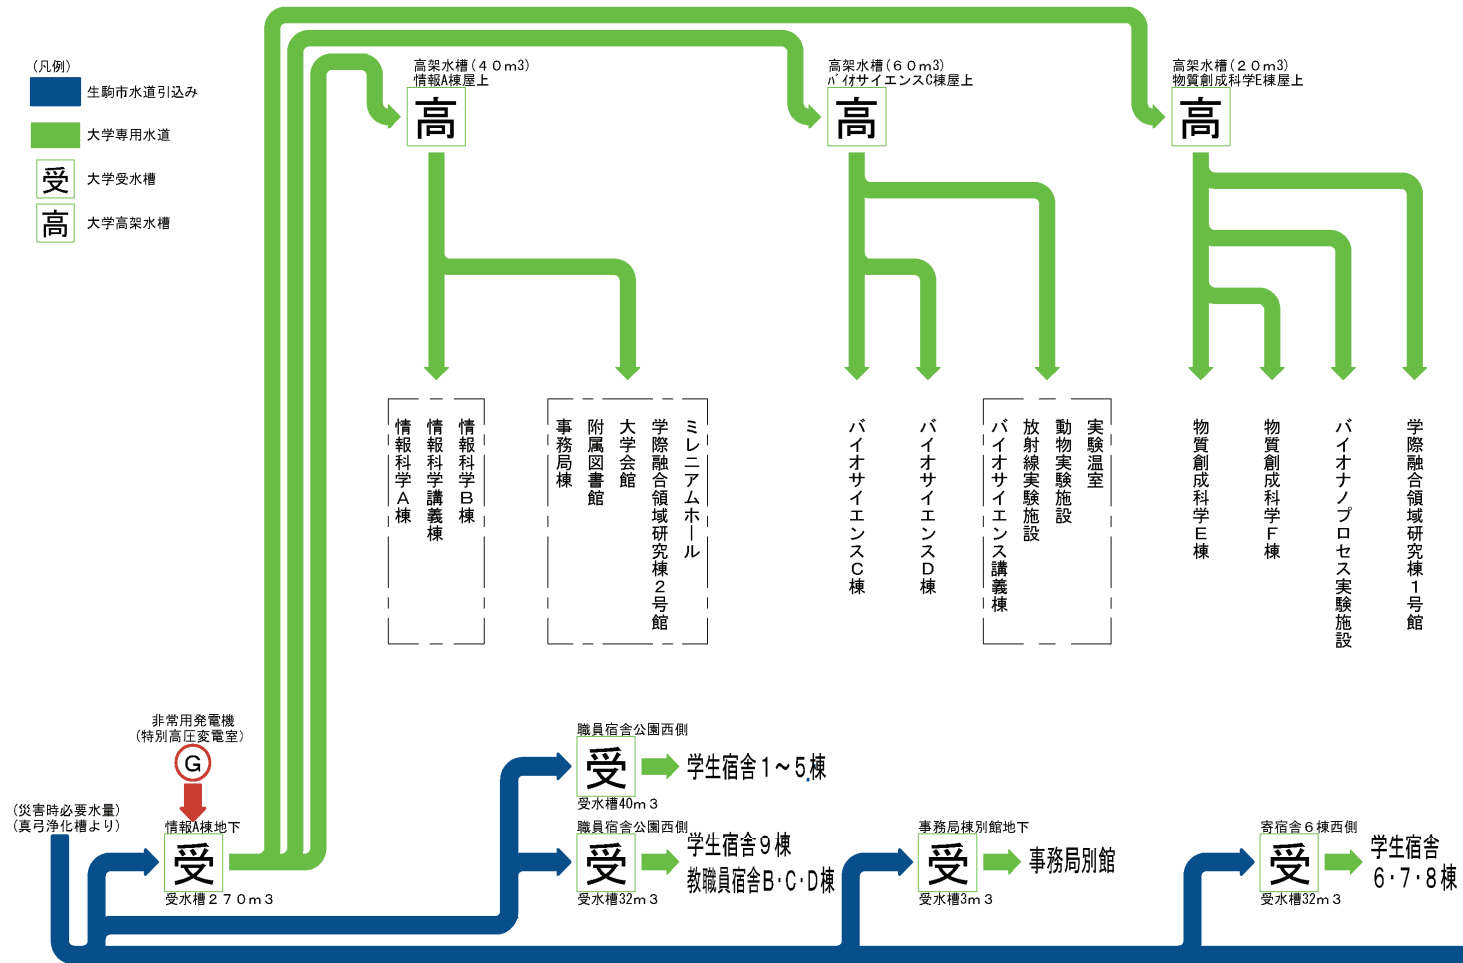 (凡例)
生駒市水道引込み
大学専用水道
受
大学受水槽
高
大学高架水槽
高架水槽(40m3)
情報A棟屋上
高
高架水槽(60m3)
バイオサイエンスC棟屋上
高
高架水槽(20m3)
物質創成科学E棟屋上
高
情報科学A棟
情報科学講義棟
情報科学B棟
事務局棟
附属図書館
大学会館
学際融合領域研究棟2号館
ミレニアムホール
バイオサイエンスC棟
バイオサイエンスD棟
バイオサイエンス講義棟
放射線実験施設
動物実験施設
実験温室
物質創成科学E棟
物質創成科学F棟
バイオナノプロセス実験施設
学際融合領域研究棟1号館
非常用発電機
(特別高圧変電室)
G
(災害時必要水量)
(真弓浄化槽より)
情報A棟地下
受
受水槽270m3
職員宿舎公園西側
受
受水槽40m3
学生宿舎1~5棟
職員宿舎公園西側
受
受水槽32m3
学生宿舎9棟
教職員宿舎B・C・D棟
事務局棟別館地下
受
受水槽3m3
事務局別館
寄宿舎6棟西側
受
受水槽32m3
学生宿舎
6・7・8棟